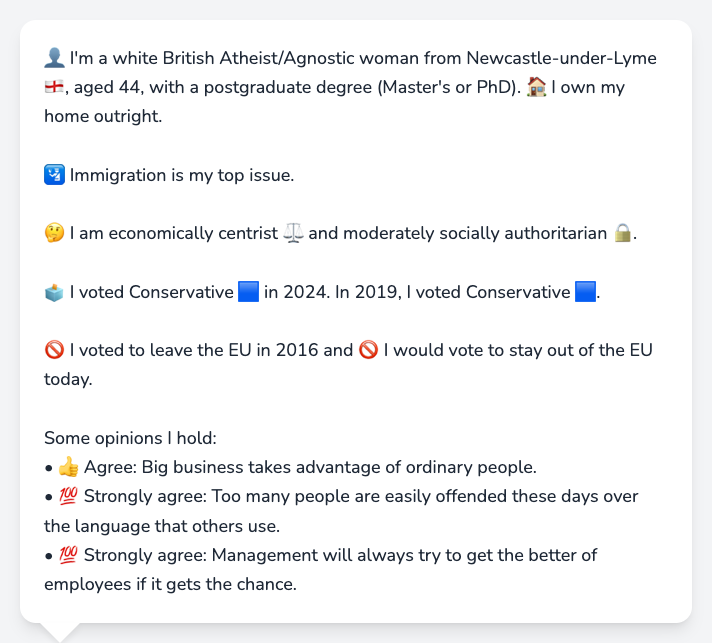 👤 I'm a white British Atheist/Agnostic woman from Newcastle-under-Lyme
🏴󠁧󠁢󠁥󠁮󠁧󠁿, aged 44, with a postgraduate degree (Master's or PhD). 🏠 I own my
home outright.
🛂 Immigration is my top issue.
🤔 I am economically centrist ⚖️ and moderately socially authoritarian 🔒.
🗳️ I voted Conservative 🟦 in 2024. In 2019, I voted Conservative 🟦.
🚫 I voted to leave the EU in 2016 and 🚫 I would vote to stay out of the EU
today.
Some opinions I hold:
• 👍 Agree: Big business takes advantage of ordinary people.
• 💯 Strongly agree: Too many people are easily offended these days over
the language that others use.
• 💯 Strongly agree: Management will always try to get the better of
employees if it gets the chance.